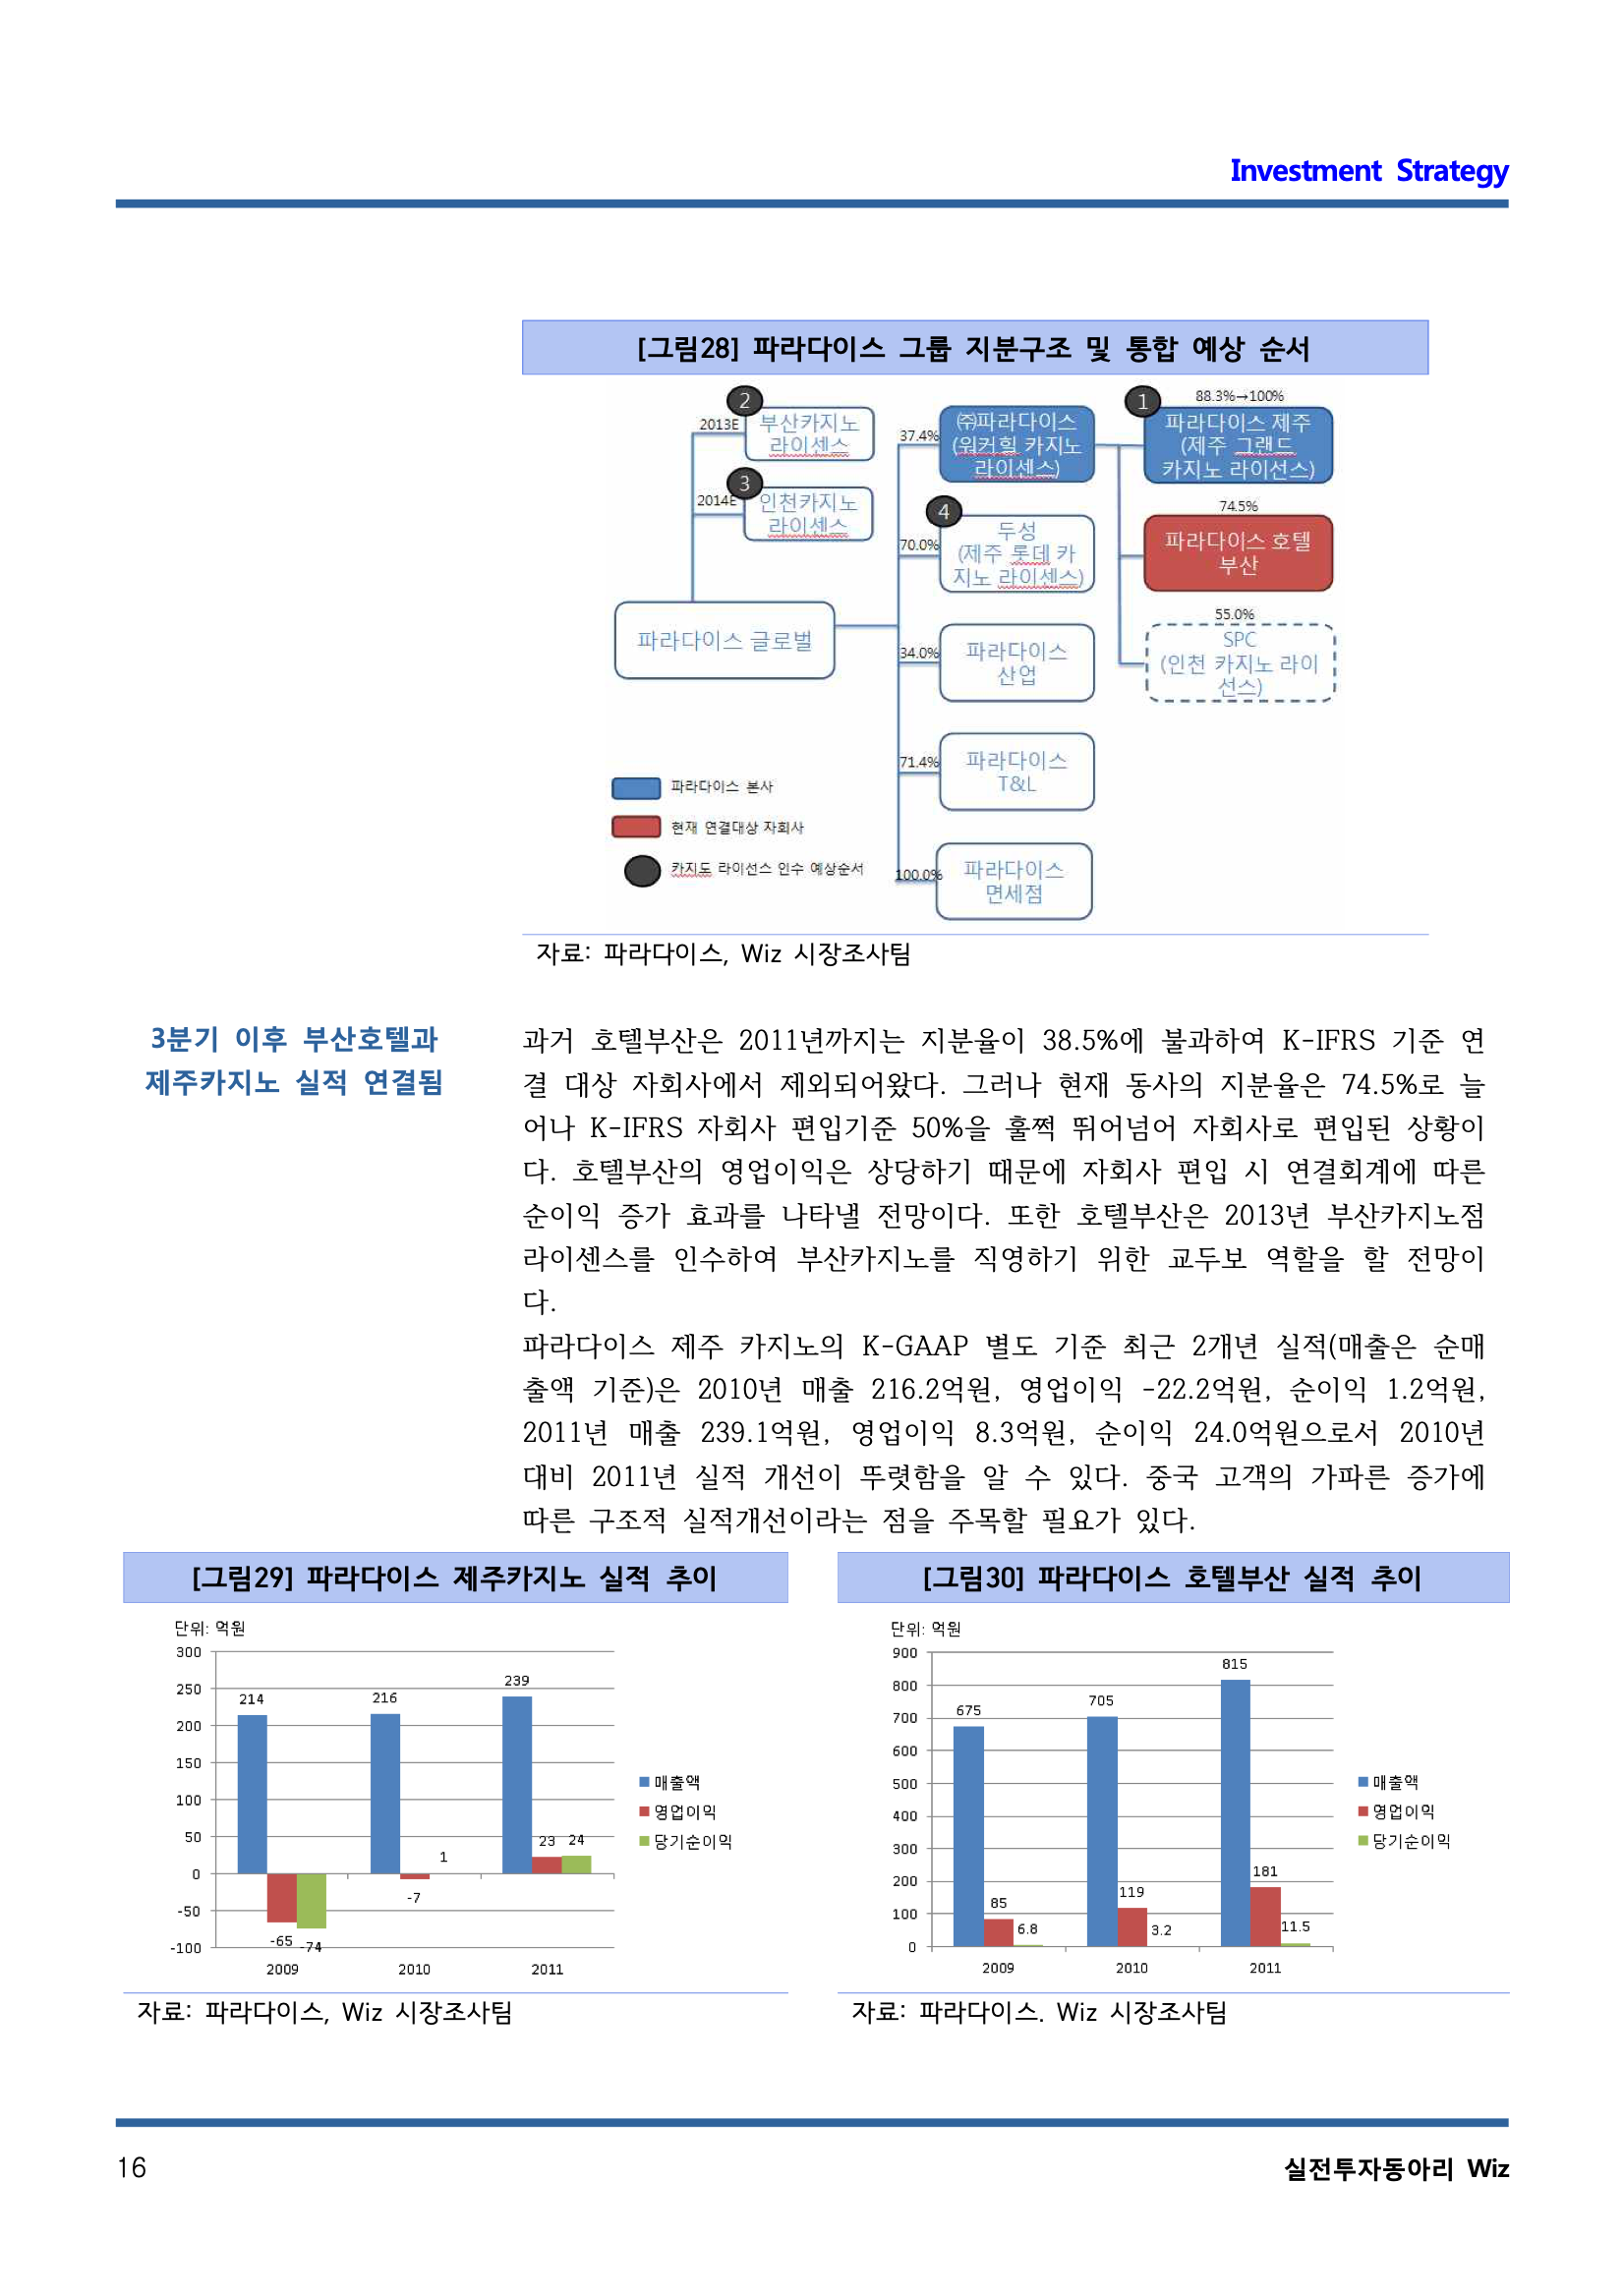 Investment Strategy
[그림28] 파라다이스 그룹 지분구조 및 통합 예상 순서
2
2013E
부산카지노
라이센스
3
2014E
인천카지노
라이센스
파라다이스 글로벌
37.4%
㈜파라다이스
(워커힐 카지노
라이센스)
4
70.0%
두성
(제주 롯데 카
지노 라이센스)
34.0%
파라다이스
산업
71.4%
파라다이스
T&L
100.0%
파라다이스
면세점
1
88.3%→100%
파라다이스 제주
(제주 그랜드
카지노 라이선스)
74.5%
파라다이스 호텔
부산
55.0%
SPC
(인천 카지노 라이
선스)
파라다이스 본사
현재 연결대상 자회사
카지도 라이선스 인수 예상순서
자료: 파라다이스, Wiz 시장조사팀
3분기 이후 부산호텔과
제주카지노 실적 연결됨
과거 호텔부산은 2011년까지는 지분율이 38.5%에 불과하여 K-IFRS 기준 연
결 대상 자회사에서 제외되어왔다. 그러나 현재 동사의 지분율은 74.5%로 늘
어나 K-IFRS 자회사 편입기준 50%을 훌쩍 뛰어넘어 자회사로 편입된 상황이
다. 호텔부산의 영업이익은 상당하기 때문에 자회사 편입 시 연결회계에 따른
순이익 증가 효과를 나타낼 전망이다. 또한 호텔부산은 2013년 부산카지노점
라이센스를 인수하여 부산카지노를 직영하기 위한 교두보 역할을 할 전망이
다.
파라다이스 제주 카지노의 K-GAAP 별도 기준 최근 2개년 실적(매출은 순매
출액 기준)은 2010년 매출 216.2억원, 영업이익 -22.2억원, 순이익 1.2억원,
2011년 매출 239.1억원, 영업이익 8.3억원, 순이익 24.0억원으로서 2010년
대비 2011년 실적 개선이 뚜렷함을 알 수 있다. 중국 고객의 가파른 증가에
따른 구조적 실적개선이라는 점을 주목할 필요가 있다.
[그림29] 파라다이스 제주카지노 실적 추이
단위: 억원
300
250
200
150
100
50
0
-50
-100
214
-65
-74
216
-7
1
239
23
24
2009
2010
2011
매출액
영업이익
당기순이익
자료: 파라다이스, Wiz 시장조사팀
[그림30] 파라다이스 호텔부산 실적 추이
단위: 억원
900
800
700
600
500
400
300
200
100
0
675
85
6.8
705
119
3.2
815
181
11.5
2009
2010
2011
매출액
영업이익
당기순이익
자료: 파라다이스. Wiz 시장조사팀
16
실전투자동아리 Wiz